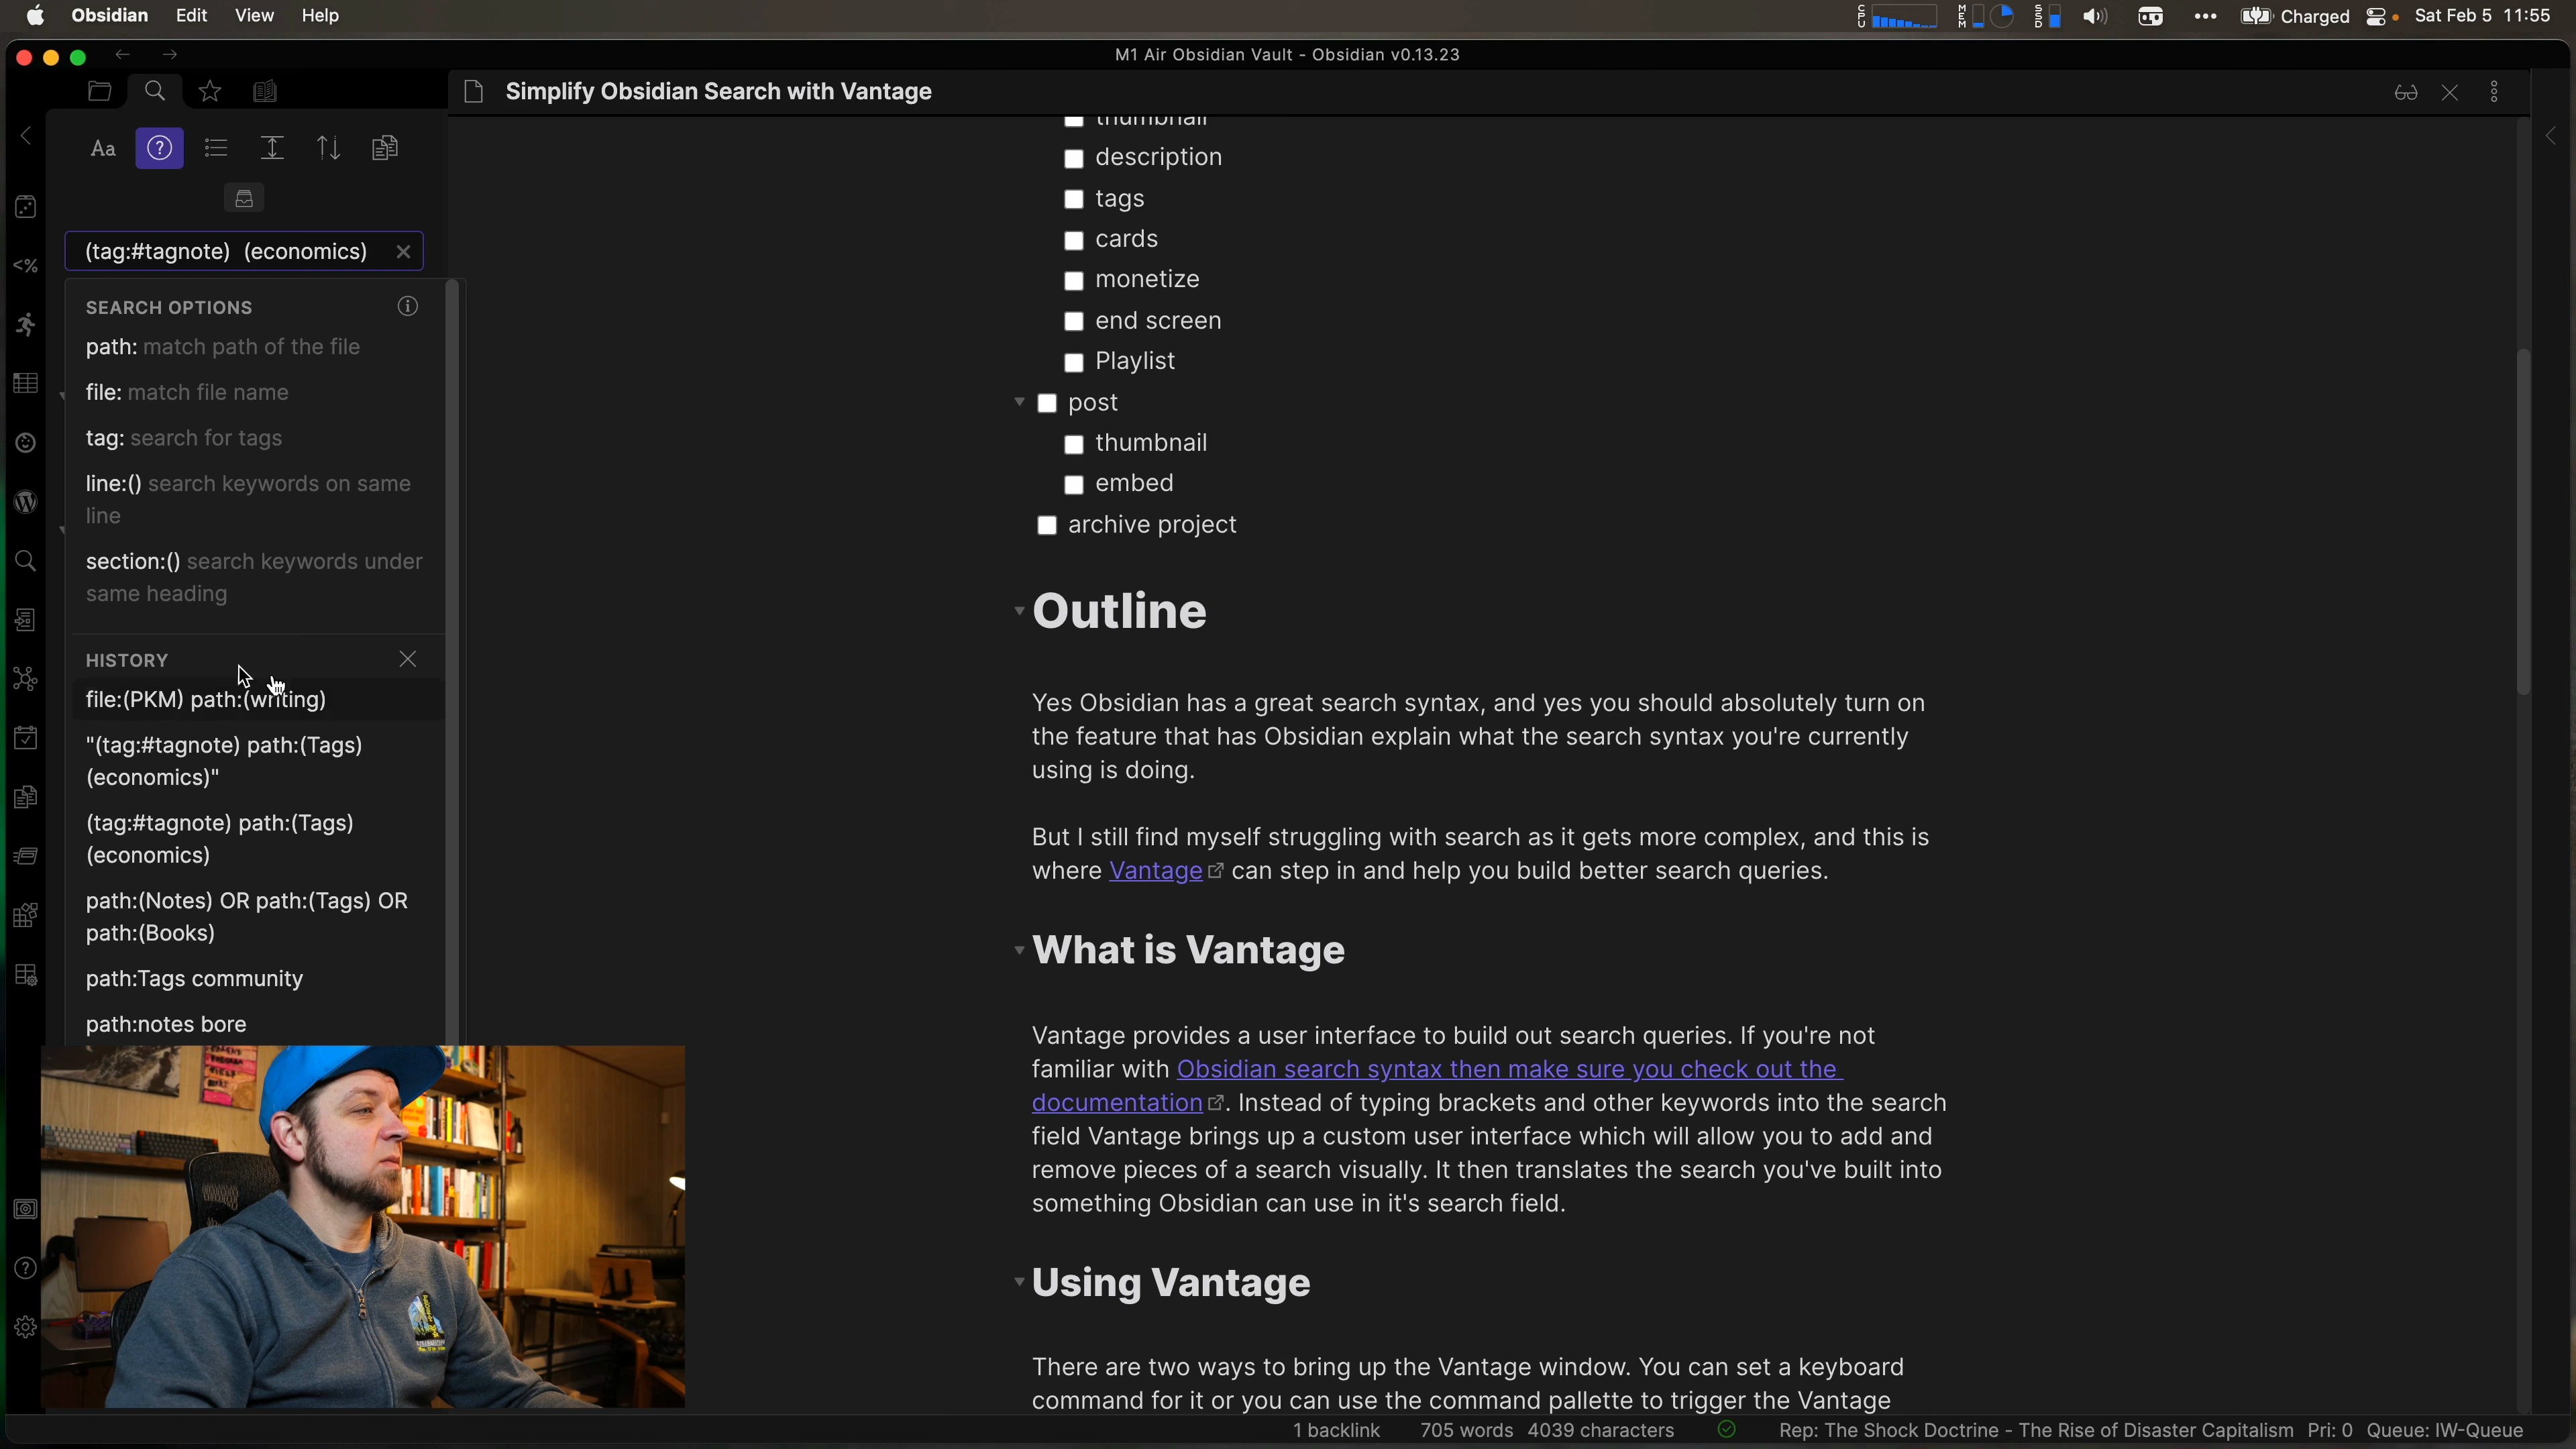 Obsidian Edit View Help
CPU MEM SSD Charged Sat Feb 5 11:55
M1 Air Obsidian Vault - Obsidian v0.13.23
Simplify Obsidian Search with Vantage
Aa
(tag:#tagnote) (economics)
SEARCH OPTIONS
path: match path of the file
file: match file name
tag: search for tags
line:() search keywords on same
line
section:() search keywords under
same heading
HISTORY
file:(PKM) path:(writing)
"(tag:#tagnote) path:(Tags)
(economics)"
(tag:#tagnote) path:(Tags)
(economics)
path:(Notes) OR path:(Tags) OR
path:(Books)
path:Tags community
path:notes bore
thumbnail
description
tags
cards
monetize
end screen
Playlist
post
thumbnail
embed
archive project
Outline
Yes Obsidian has a great search syntax, and yes you should absolutely turn on
the feature that has Obsidian explain what the search syntax you're currently
using is doing.
But I still find myself struggling with search as it gets more complex, and this is
where Vantage can step in and help you build better search queries.
What is Vantage
Vantage provides a user interface to build out search queries. If you're not
familiar with Obsidian search syntax then make sure you check out the
documentation. Instead of typing brackets and other keywords into the search
field Vantage brings up a custom user interface which will allow you to add and
remove pieces of a search visually. It then translates the search you've built into
something Obsidian can use in it's search field.
Using Vantage
There are two ways to bring up the Vantage window. You can set a keyboard
command for it or you can use the command pallette to trigger the Vantage
1 backlink 705 words 4039 characters Rep: The Shock Doctrine - The Rise of Disaster Capitalism Pri: 0 Queue: IW-Queue